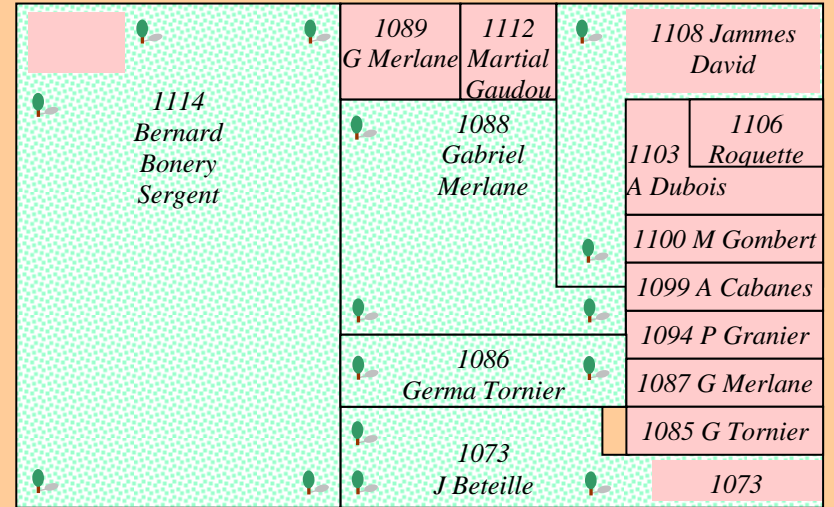 1089
G Merlane
1112
Martial
Gaudou
1108 Jammes
David
1114
Bernard
Bonery
Sergent
1088
Gabriel
Merlane
1106
Roquette
1103
A Dubois
1100 M Gombert
1099 A Cabanes
1094 P Granier
1086
Germa Tornier
1087 G Merlane
1085 G Tornier
1073
J Beteille
1073